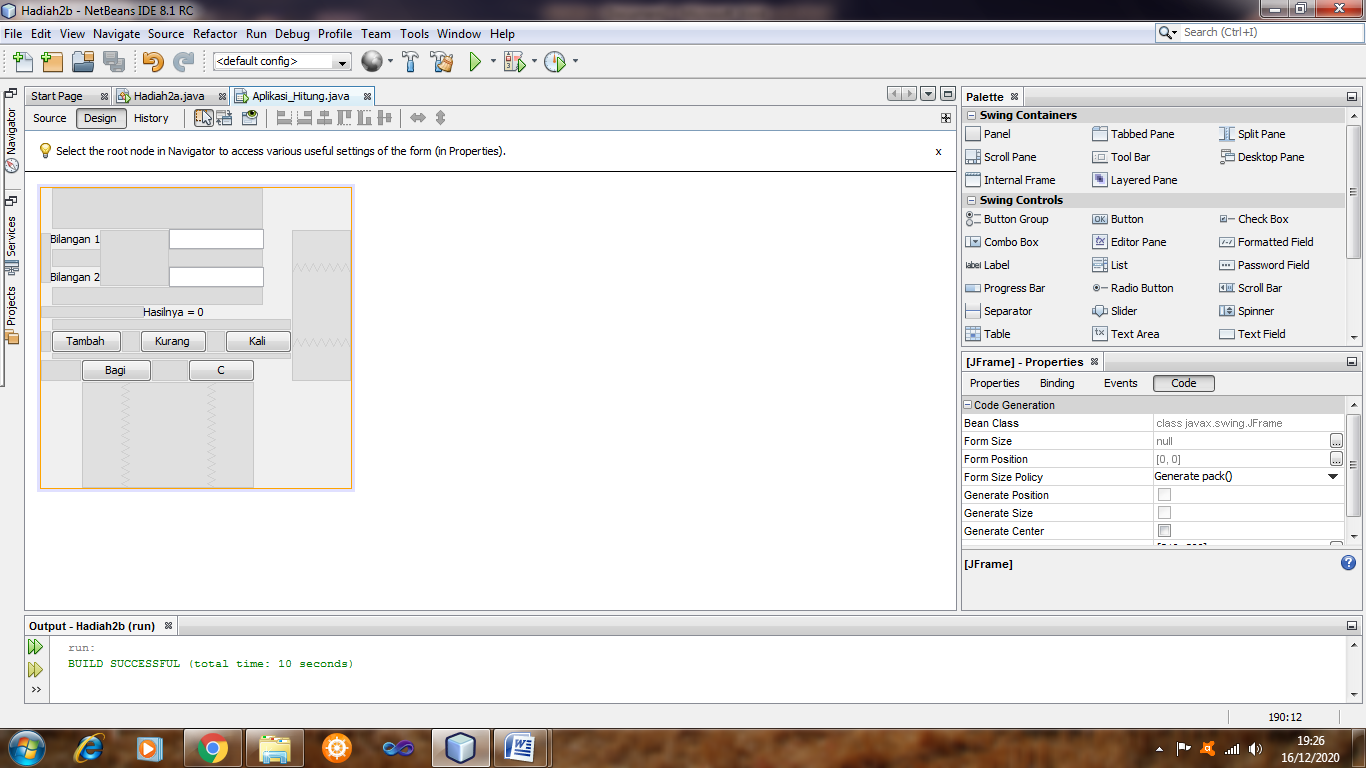 Hadiah2b - NetBeans IDE 8.1 RC
File Edit View Navigate Source Refactor Run Debug Profile Team Tools Window Help
Search (Ctrl+I)
<default config>
Start Page Hadiah2a.java Aplikasi_Hitung.java
Source Design History
Select the root node in Navigator to access various useful settings of the form (in Properties).
x
Navigator
Services
Projects
Bilangan 1
Bilangan 2
Hasilnya = 0
Tambah Kurang Kali
Bagi C
Palette
Swing Containers
Panel Tabbed Pane Split Pane
Scroll Pane Tool Bar Desktop Pane
Internal Frame Layered Pane
Swing Controls
Button Group Button Check Box
Combo Box Editor Pane Formatted Field
Label List Password Field
Progress Bar Radio Button Scroll Bar
Separator Slider Spinner
Table Text Area Text Field
[JFrame] - Properties
Properties Binding Events Code
Code Generation
Bean Class class javax.swing.JFrame
Form Size null ...
Form Position [0, 0] ...
Form Size Policy Generate pack()
Generate Position
Generate Size
Generate Center
[JFrame]
Output - Hadiah2b (run)
run:
BUILD SUCCESSFUL (total time: 10 seconds)
190:12
19:26
16/12/2020